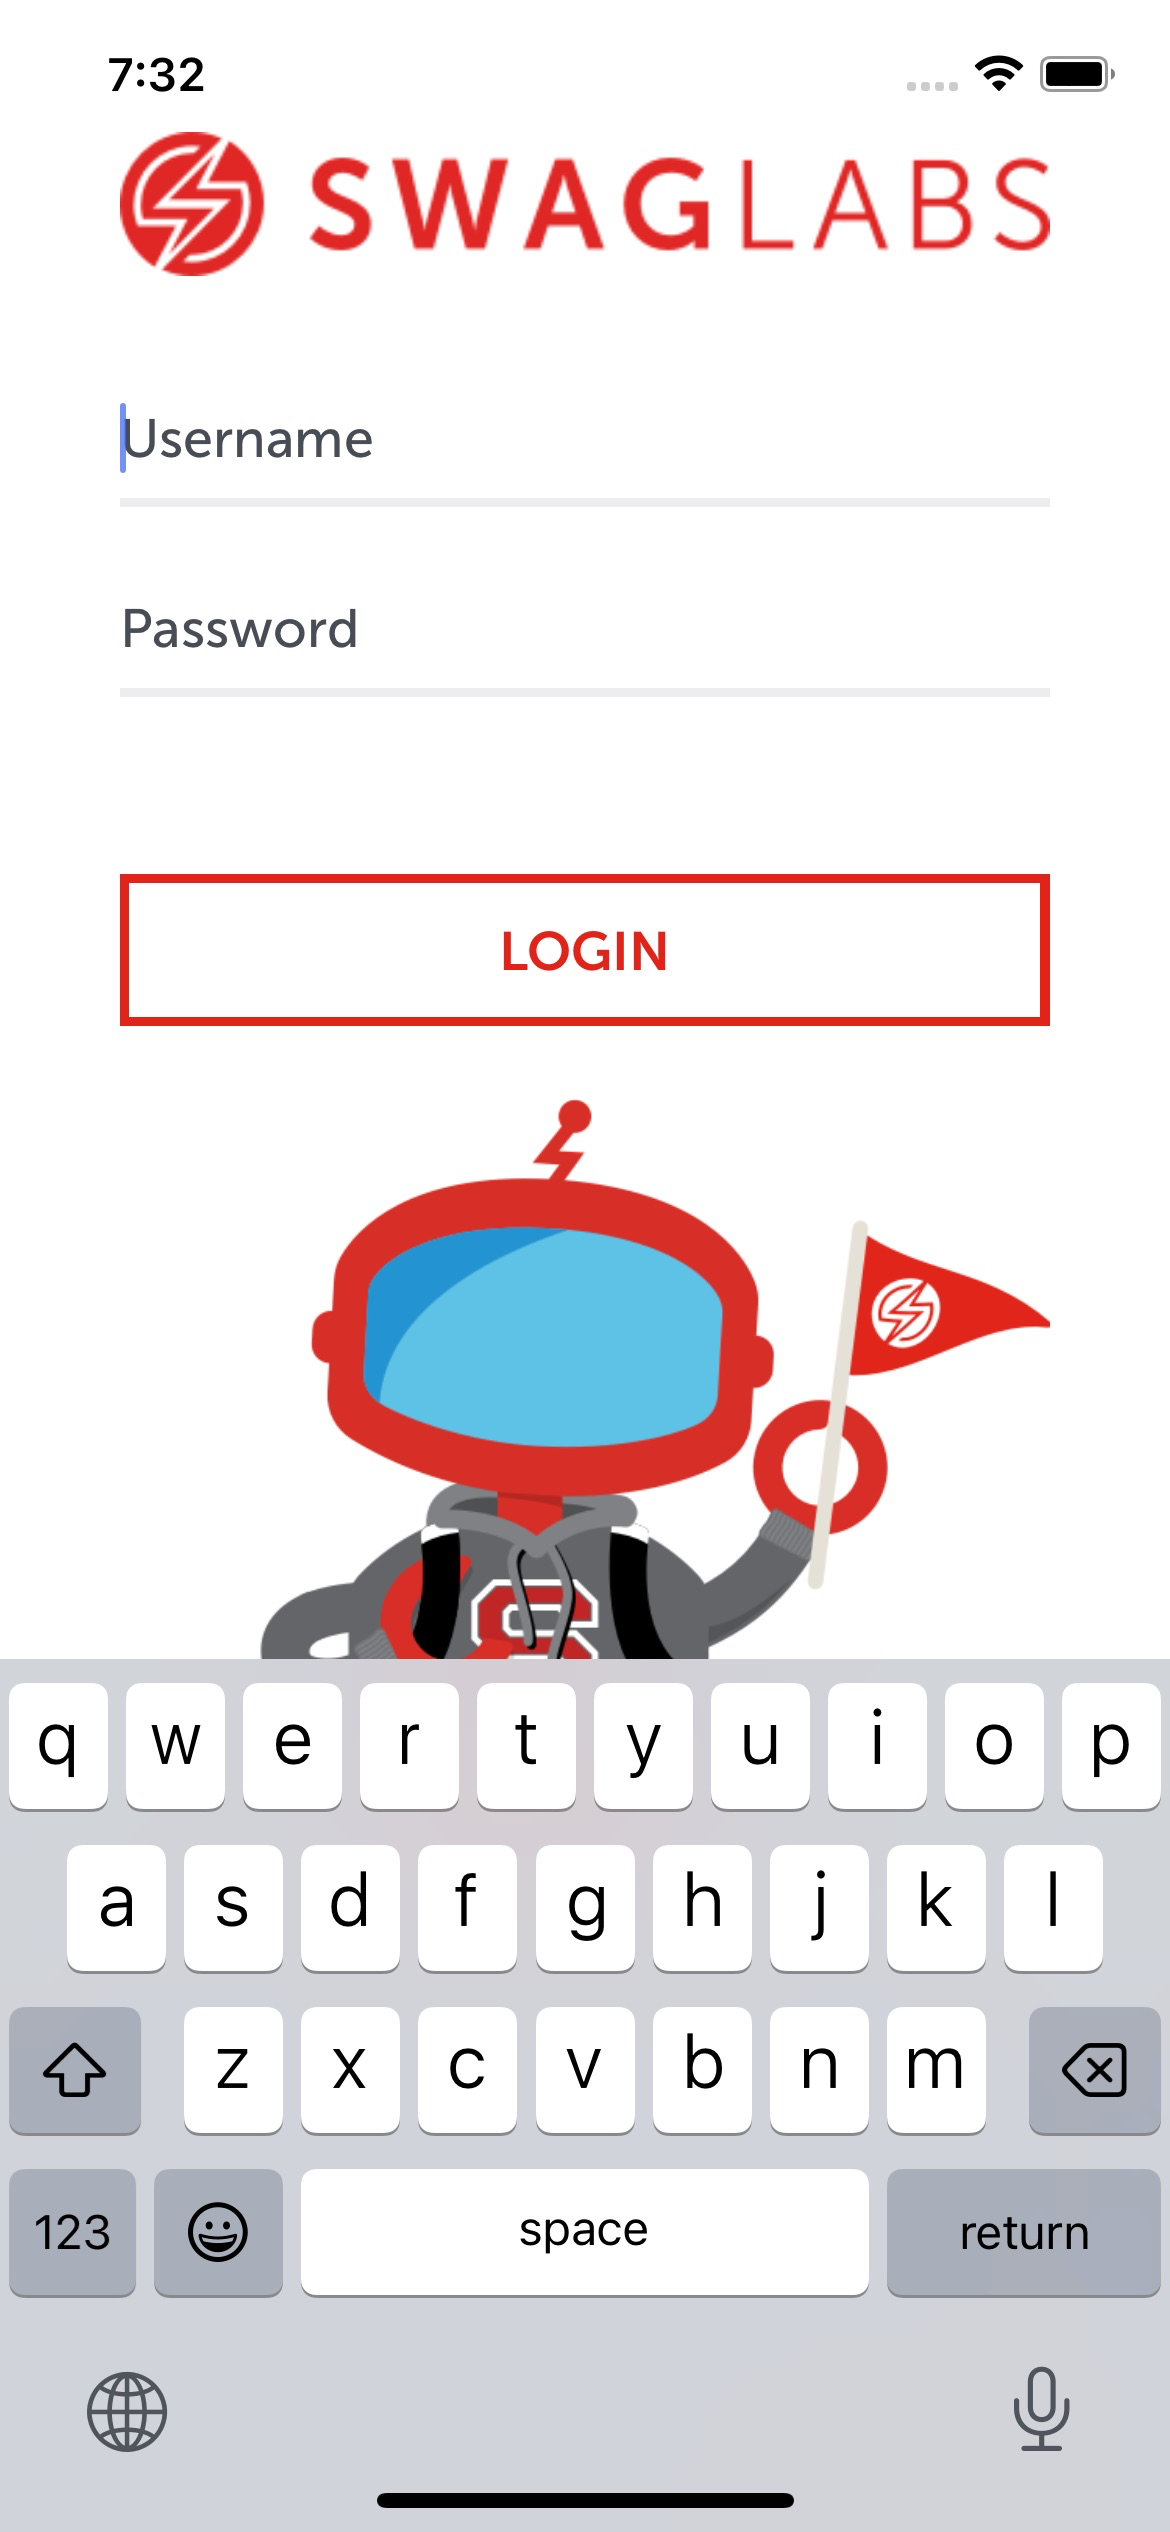 7:32
SWAGLABS
Username
Password
LOGIN
S
q w e r t y u i o p
a s d f g h j k l
z x c v b n m
123 space return